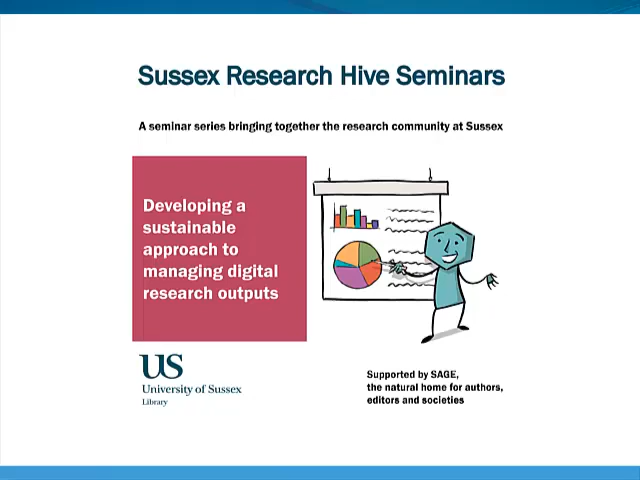 Sussex Research Hive Seminars
A seminar series bringing together the research community at Sussex
Developing a
sustainable
approach to
managing digital
research outputs
US
University of Sussex
Library
Supported by SAGE,
the natural home for authors,
editors and societies